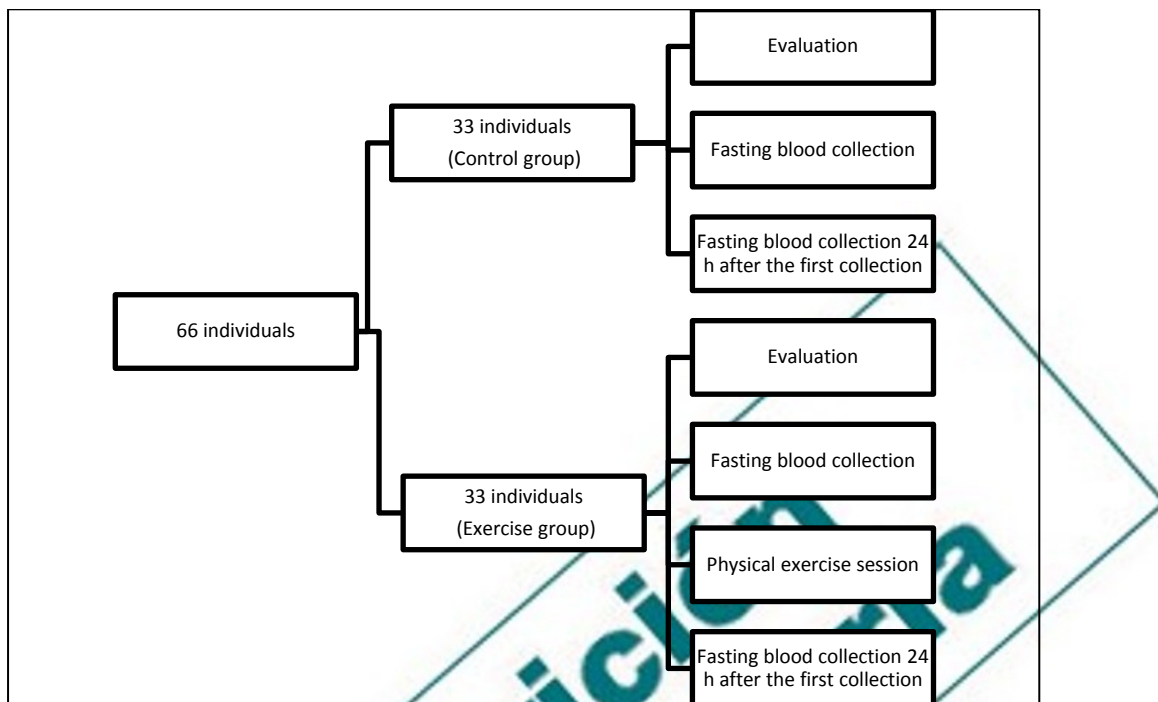 Evaluation
33 individuals
(Control group)
Fasting blood collection
Fasting blood collection 24
h after the first collection
66 individuals
Evaluation
Fasting blood collection
33 individuals
(Exercise group)
Physical exercise session
Fasting blood collection 24
h after the first collection